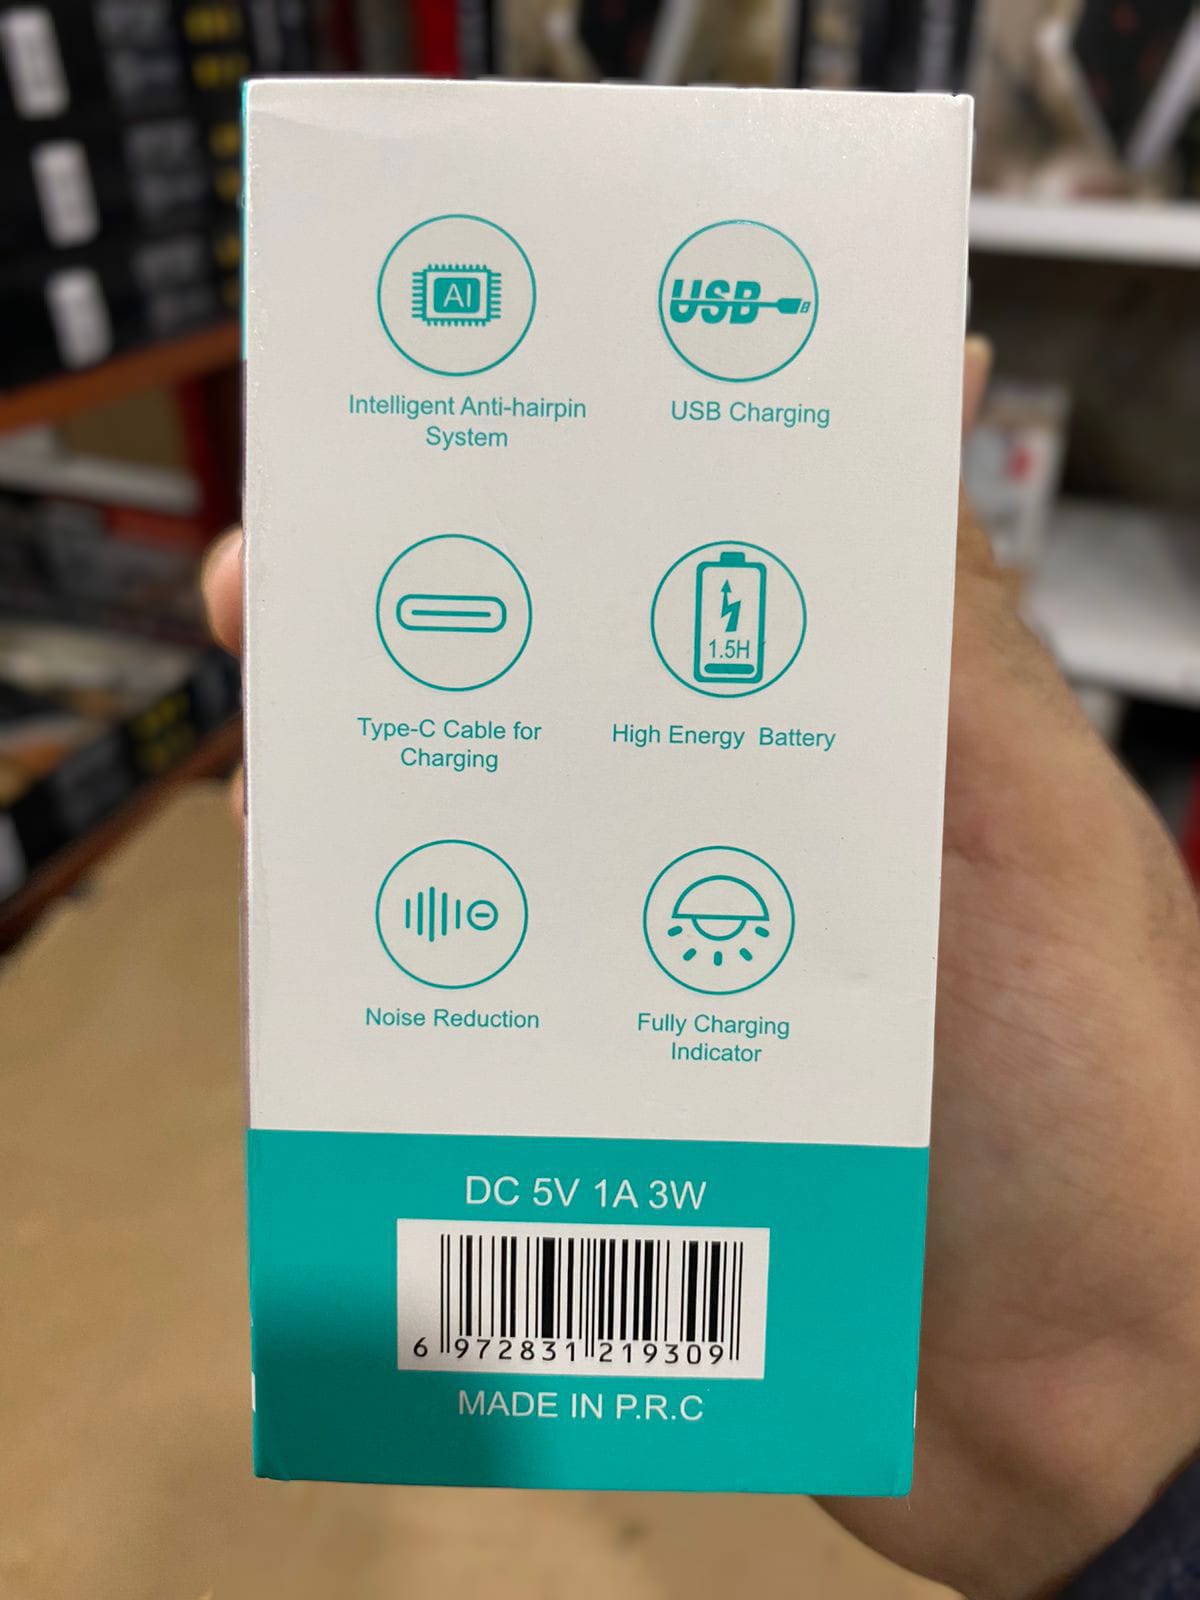 AI
USB
Intelligent Anti-hairpin
System
USB Charging
1.5H
Type-C Cable for
Charging
High Energy Battery
Noise Reduction
Fully Charging
Indicator
DC 5V 1A 3W
6 972831 219309
MADE IN P.R.C